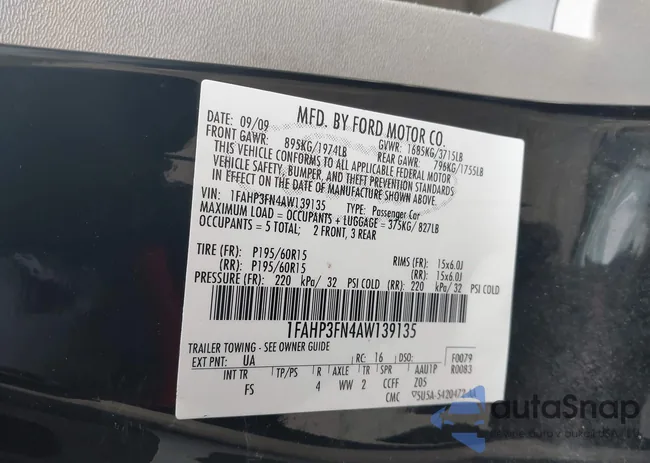 MFD. BY FORD MOTOR CO.
DATE: 09/09 GVWR: 1685KG/3715LB
FRONT GAWR: 895KG/1974LB REAR GAWR: 796KG/1755LB
THIS VEHICLE CONFORMS TO ALL APPLICABLE FEDERAL MOTOR
VEHICLE SAFETY, BUMPER, AND THEFT PREVENTION STANDARDS
IN EFFECT ON THE DATE OF MANUFACTURE SHOWN ABOVE.
VIN: 1FAHP3FN4AW139135 TYPE: Passenger Car
MAXIMUM LOAD = OCCUPANTS + LUGGAGE = 375KG/ 827LB
OCCUPANTS = 5 TOTAL; 2 FRONT, 3 REAR
TIRE (FR): P195/60R15 RIMS (FR): 15x6.0J
(RR): P195/60R15 (RR): 15x6.0J
PRESSURE (FR): 220 kPa/ 32 PSI COLD (RR): 220 kPa/ 32 PSI COLD
1FAHP3FN4AW139135
TRAILER TOWING - SEE OWNER GUIDE
EXT PNT: UA RC: 16 DSO: F0079
INT TR TP/PS R AXLE TR SPR AAU1P R0083
FS 4 WW 2 CCFF Z05
CMC
autaSnap